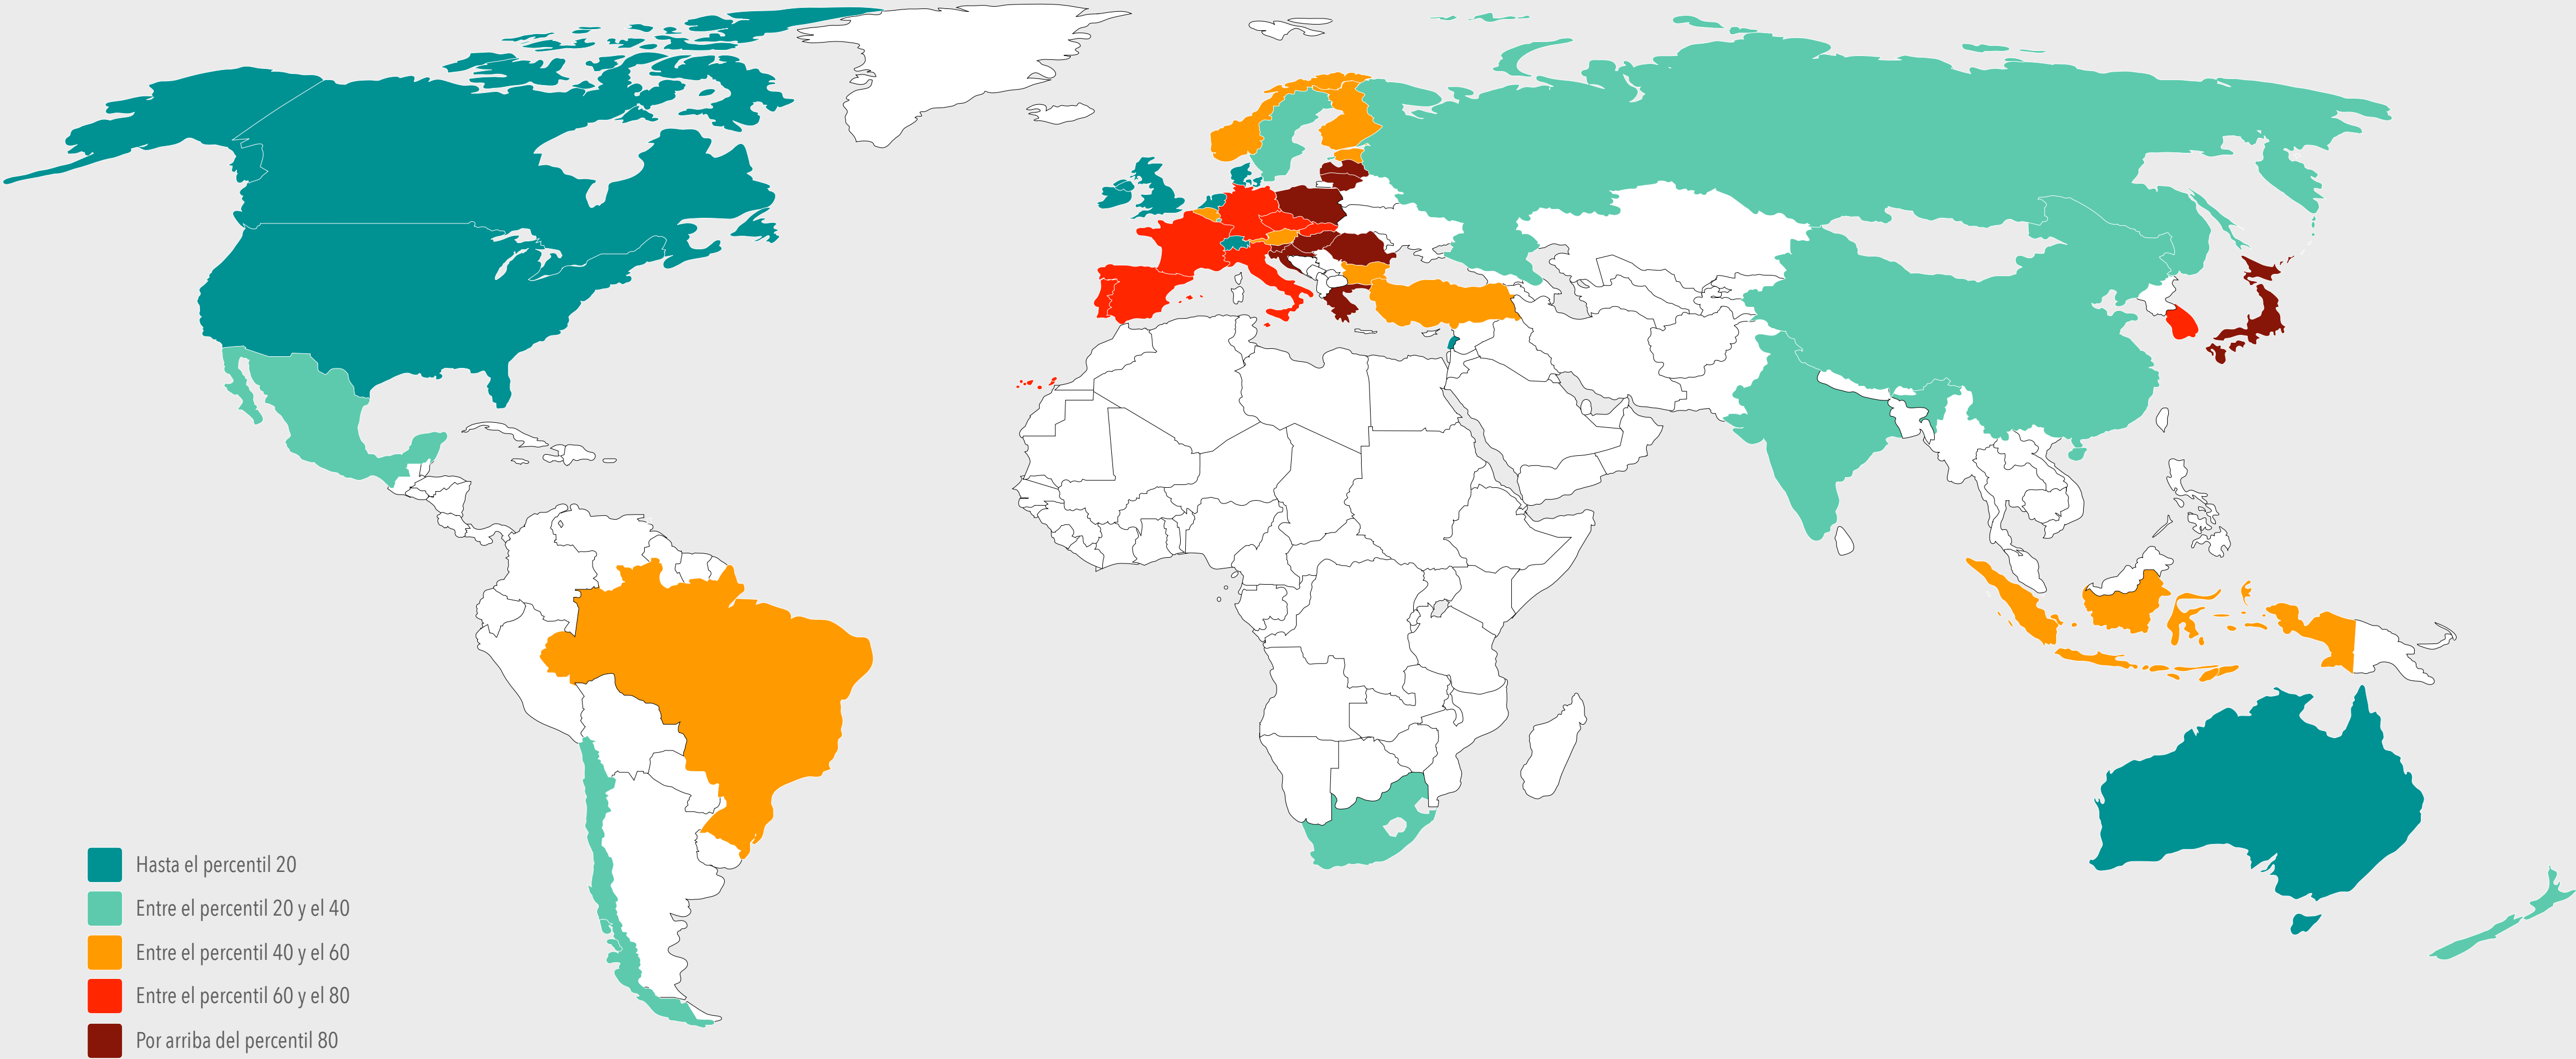 Hasta el percentil 20
Entre el percentil 20 y el 40
Entre el percentil 40 y el 60
Entre el percentil 60 y el 80
Por arriba del percentil 80